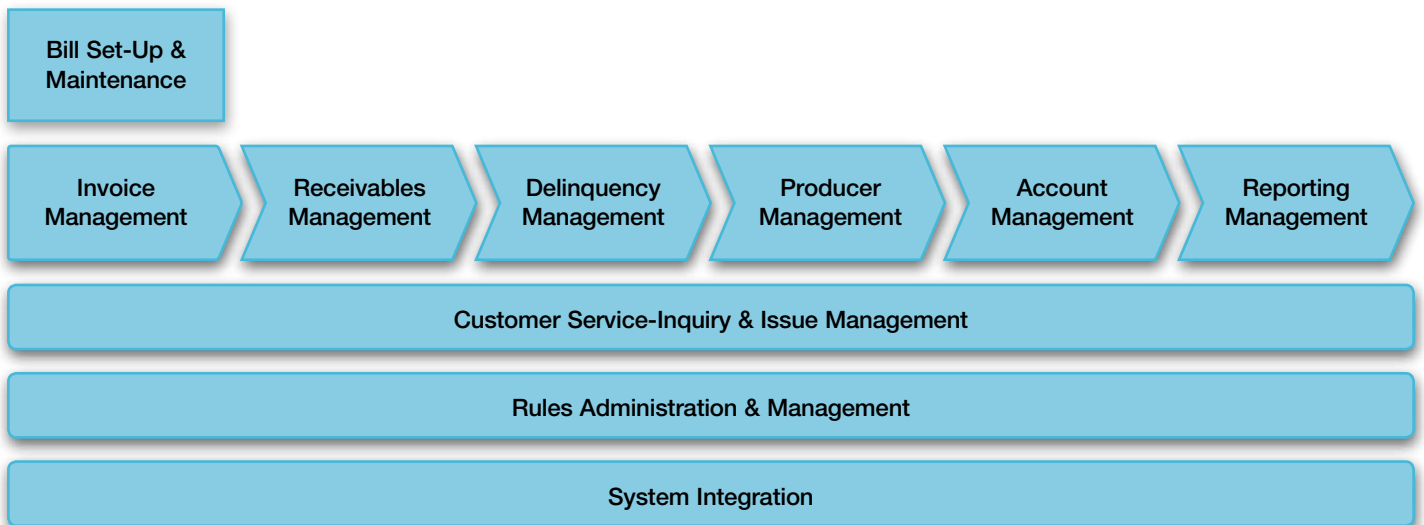 Bill Set-Up &
Maintenance
Invoice
Management
Receivables
Management
Delinquency
Management
Producer
Management
Account
Management
Reporting
Management
Customer Service-Inquiry & Issue Management
Rules Administration & Management
System Integration